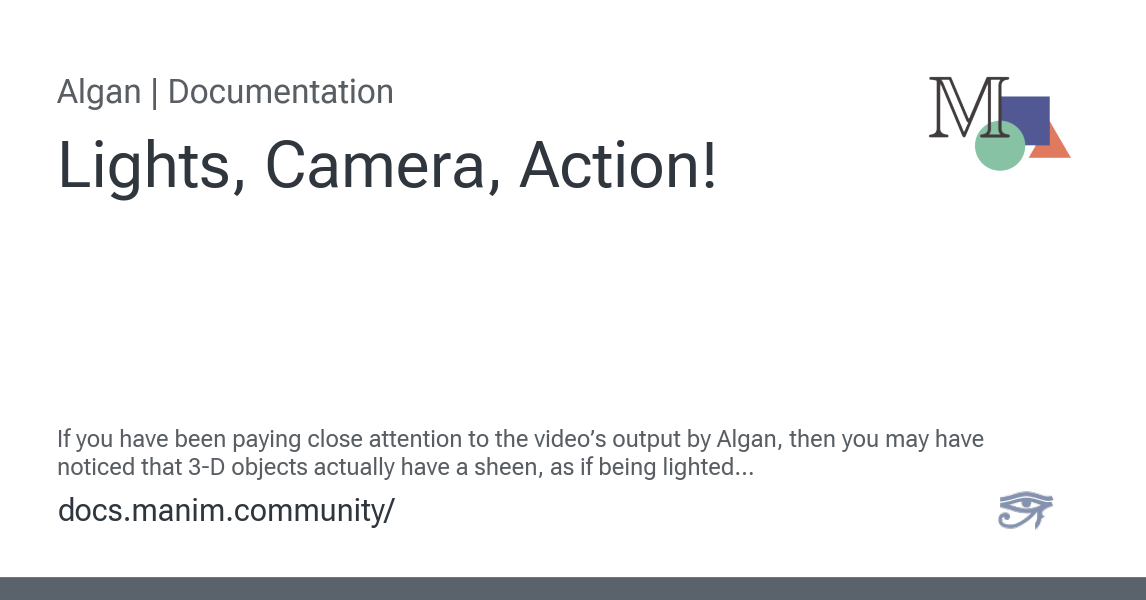 Algan | Documentation
M
Lights, Camera, Action!
If you have been paying close attention to the video’s output by Algan, then you may have
noticed that 3-D objects actually have a sheen, as if being lighted...
docs.manim.community/